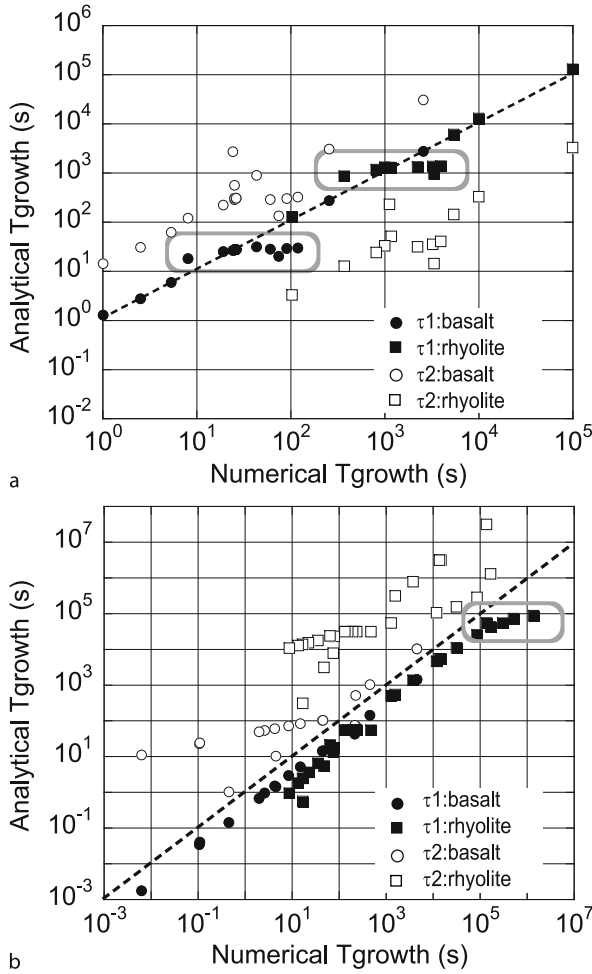 10^6
10^5
10^4
10^3
10^2
10^1
10^0
10^-1
10^-2
Analytical Tgrowth (s)
τ1:basalt
τ1:rhyolite
τ2:basalt
τ2:rhyolite
10^0 10^1 10^2 10^3 10^4 10^5
Numerical Tgrowth (s)
a
10^7
10^5
10^3
10^1
10^-1
10^-3
Analytical Tgrowth (s)
τ1:basalt
τ1:rhyolite
τ2:basalt
τ2:rhyolite
10^-3 10^-1 10^1 10^3 10^5 10^7
Numerical Tgrowth (s)
b